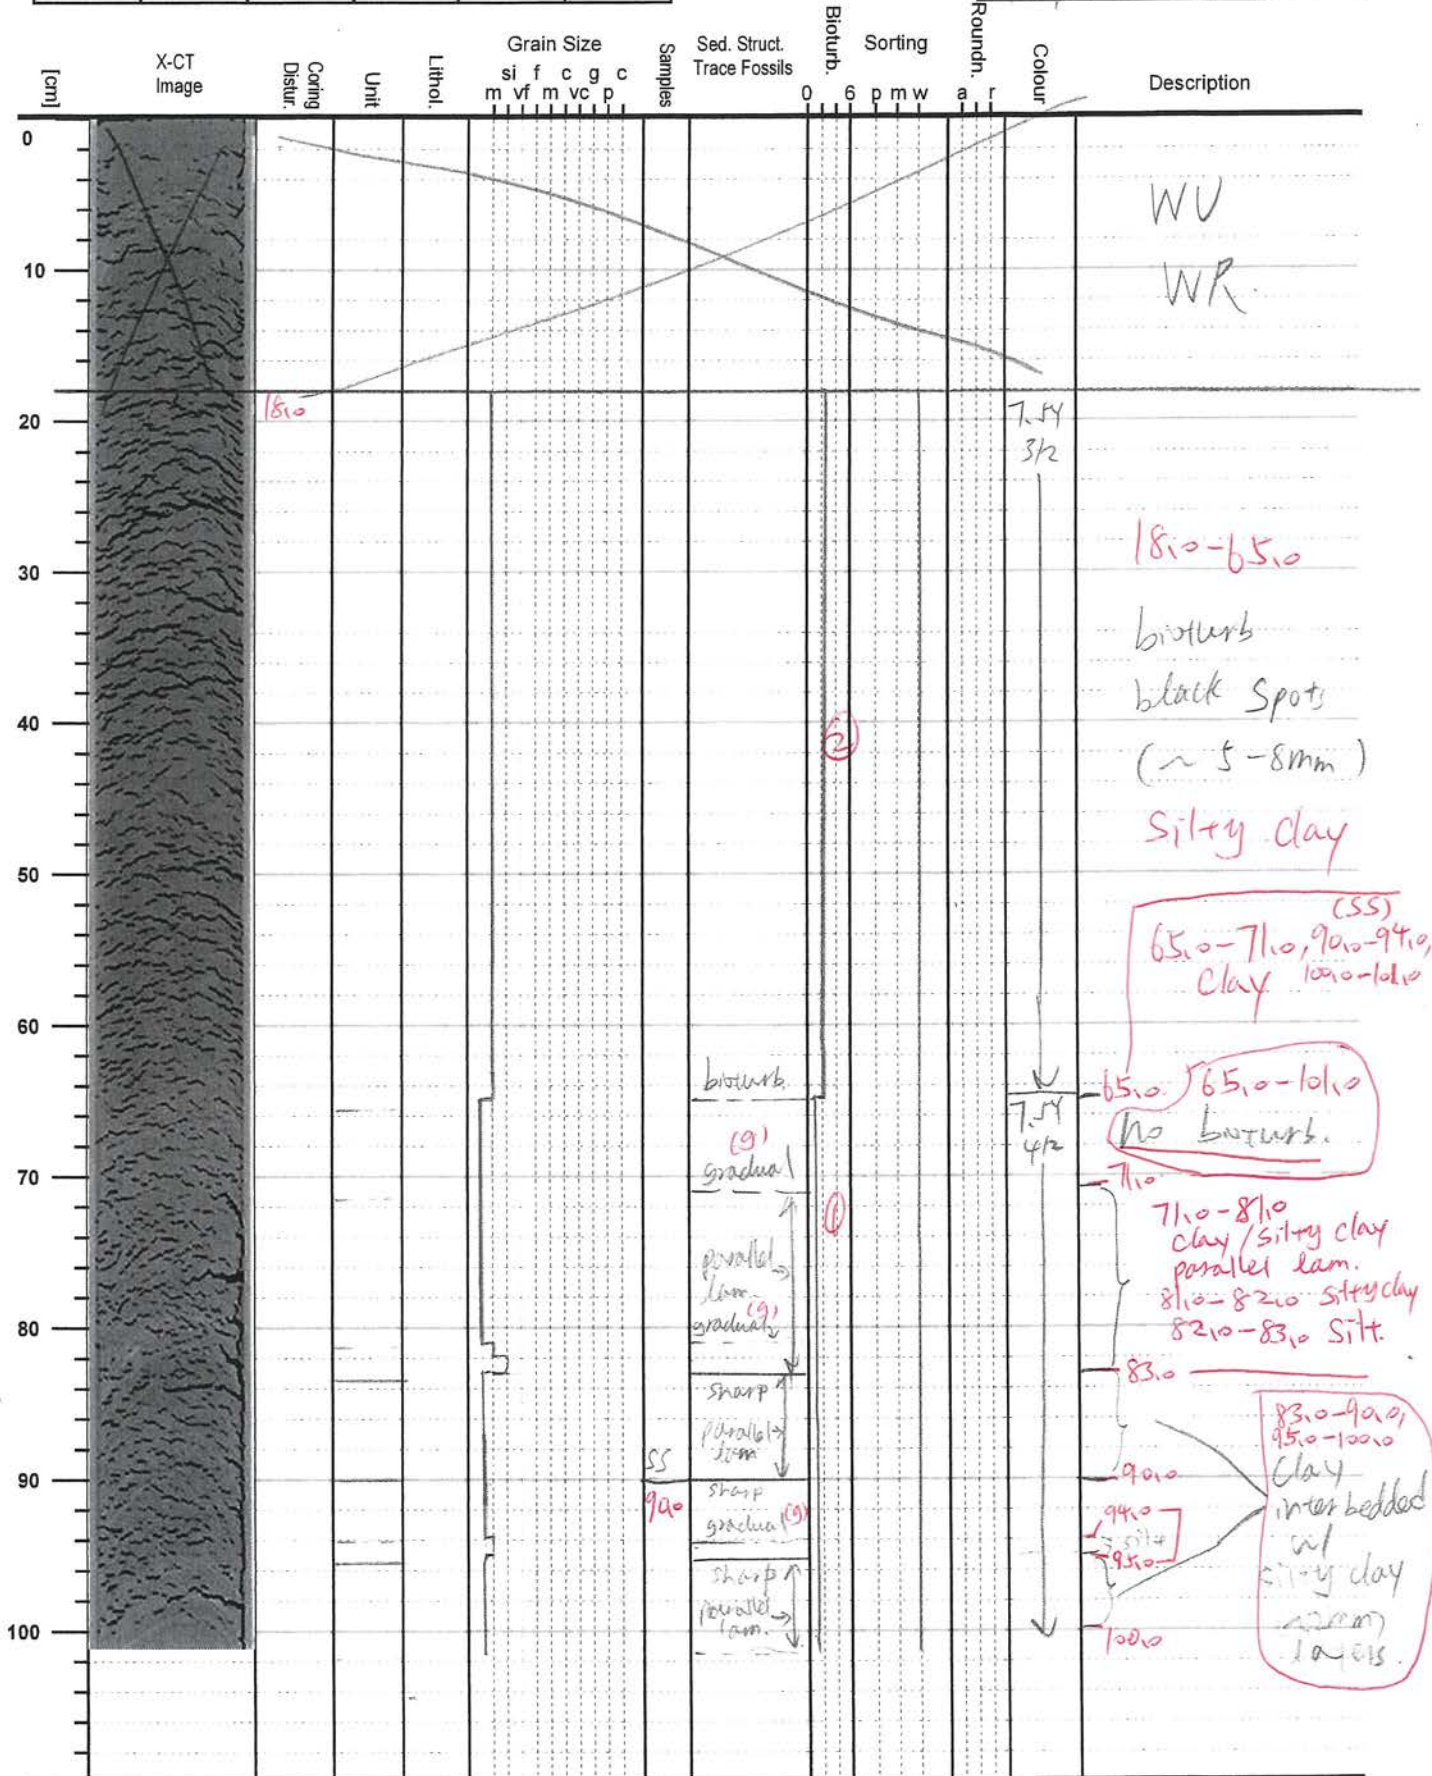 [cm]
X-CT
Image
Coring
Distur.
Unit
Lithol.
Grain Size
si f c g c
m vf m vc p
Samples
Sed. Struct.
Trace Fossils
Bioturb.
0 6
Sorting
p m w
Roundn.
a r
Colour
Description
0
10
20
30
40
50
60
70
80
90
100
WR
18.0
7.5Y
3/2
18.0-65.0
bioturb
black Spots
(~ 5-8mm)
Silty clay
2
(SS)
65.0-71.0, 90.0-94.0,
Clay 100.0-101.0
bioturb.
65.0
65.0-101.0
No bioturb.
7.5Y
4/2
(g)
gradual
71.0
1
71.0-81.0
clay/silty clay
parallel lam.
81.0-82.0 Silty clay
82.0-83.0 Silt.
parallel
lam.
gradual (g)
83.0
sharp
parallel
lam
83.0-90.0,
95.0-100.0
Clay
interbedded
w/
silty clay
layers.
SS
90.0
90.0
sharp
gradual (g)
94.0
silt
95.0
sharp
parallel
lam.
100.0